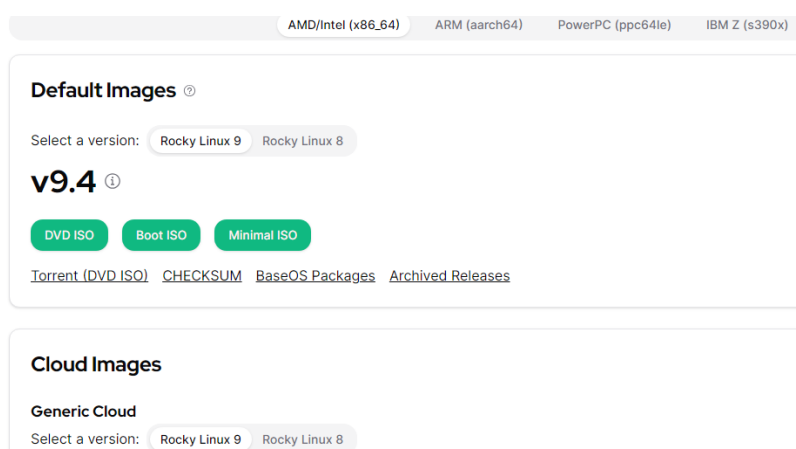 AMD/Intel (x86_64) ARM (aarch64) PowerPC (ppc64le) IBM Z (s390x)
Default Images
Select a version: Rocky Linux 9 Rocky Linux 8
v9.4
DVD ISO Boot ISO Minimal ISO
Torrent (DVD ISO) CHECKSUM BaseOS Packages Archived Releases
Cloud Images
Generic Cloud
Select a version: Rocky Linux 9 Rocky Linux 8